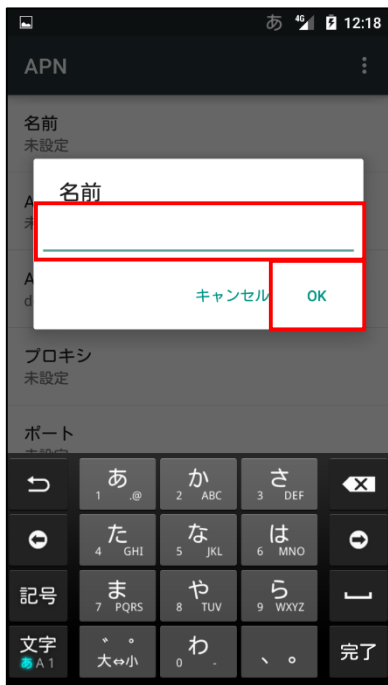 あ 4G 12:18
APN
名前
未設定
名前
キャンセル OK
プロキシ
未設定
ポート
あ か さ
1 .@ 2 ABC 3 DEF
た な は
4 GHI 5 JKL 6 MNO
記号 ま や ら
7 PQRS 8 TUV 9 WXYZ
文字 ゛ ゜ わ 、 。 完了
あA1 大⇔小 0 -